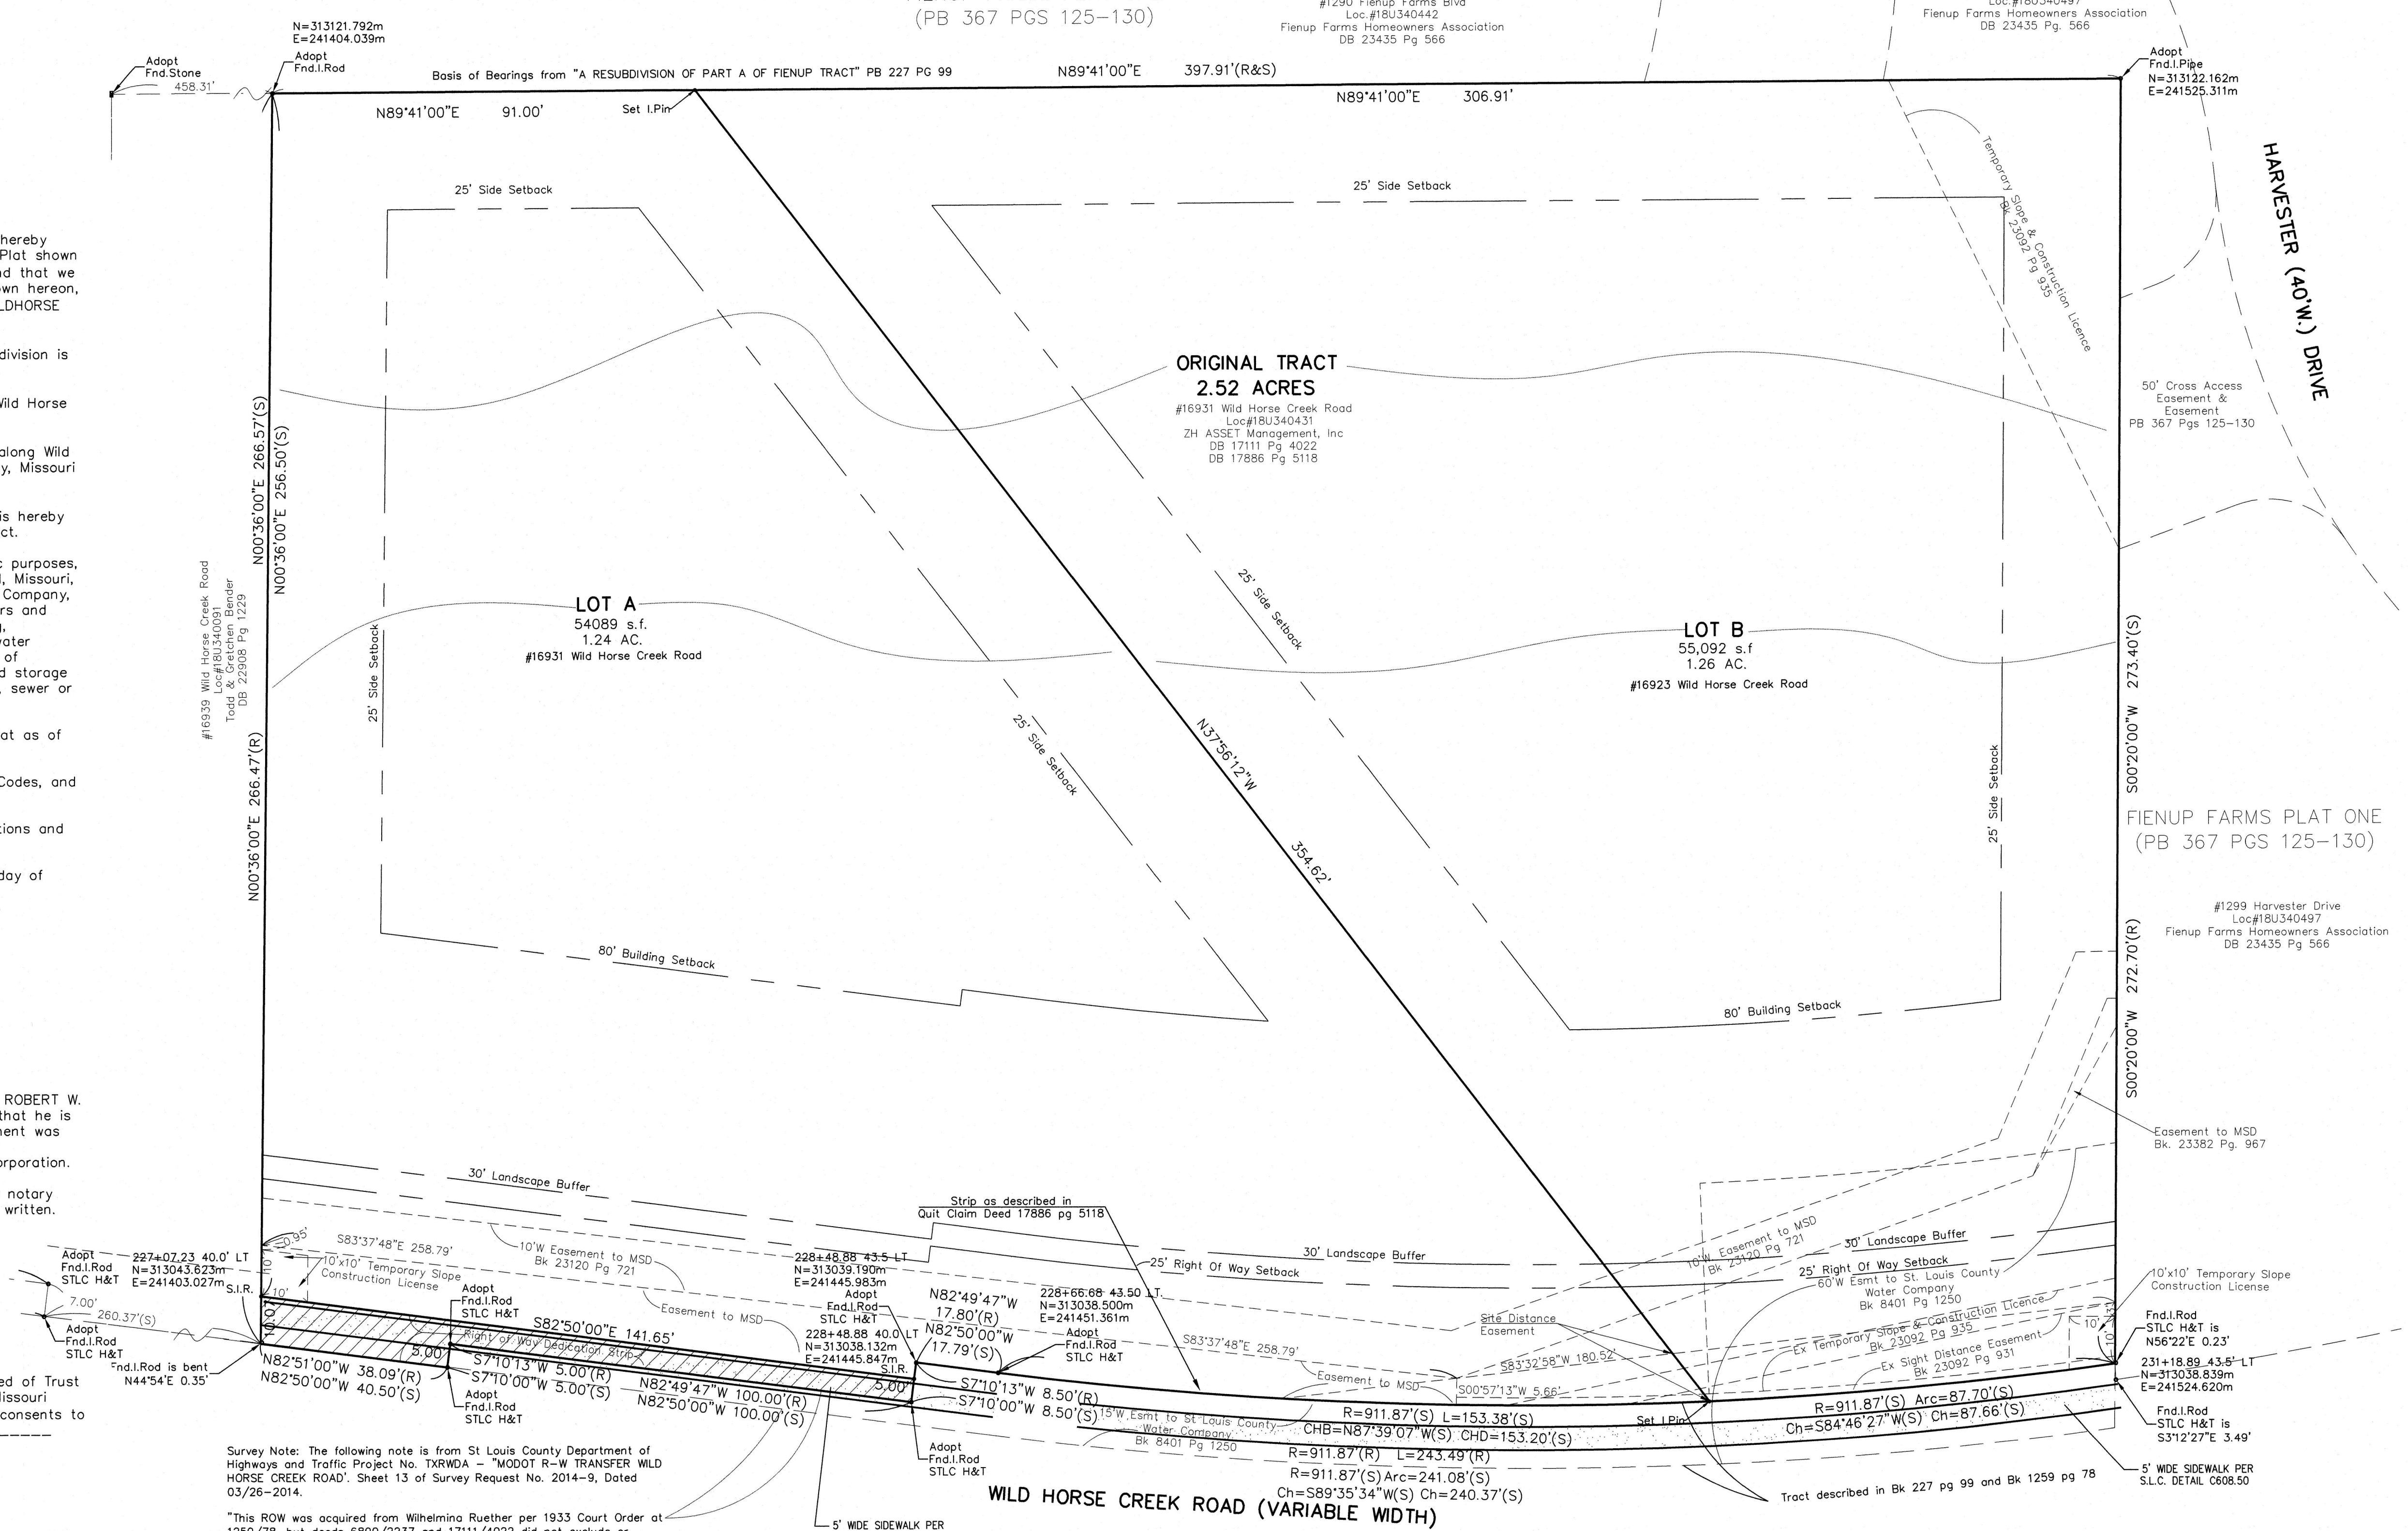 (PB 367 PGS 125–130)
#1290 Fienup Farms Blvd
Loc.#18U340442
Fienup Farms Homeowners Association
DB 23435 Pg 566
Loc.#18U340497
Fienup Farms Homeowners Association
DB 23435 Pg. 566
N=313121.792m
E=241404.039m
Adopt
Fnd.I.Rod
Adopt
Fnd.Stone
458.31'
Basis of Bearings from "A RESUBDIVISION OF PART A OF FIENUP TRACT" PB 227 PG 99
N89°41'00"E 397.91'(R&S)
Adopt
Fnd.I.Pipe
N=313122.162m
E=241525.311m
N89°41'00"E 91.00'
Set I.Pin
N89°41'00"E 306.91'
Temporary Slope & Construction Licence
Bk 23092 Pg 935
HARVESTER (40'W.) DRIVE
25' Side Setback
25' Side Setback
hereby
Plat shown
nd that we
own hereon,
LDHORSE
division is
Wild Horse
along Wild
y, Missouri
is hereby
ct.
c purposes,
l, Missouri,
Company,
rs and
water
of
d storage
, sewer or
at as of
Codes, and
tions and
day of
ORIGINAL TRACT
2.52 ACRES
#16931 Wild Horse Creek Road
Loc#18U340431
ZH ASSET Management, Inc
DB 17111 Pg 4022
DB 17886 Pg 5118
50' Cross Access
Easement &
Easement
PB 367 Pgs 125–130
N00°36'00"E 266.57'(S)
N00°36'00"E 256.50'(S)
N00°36'00"E 266.47'(R)
#16939 Wild Horse Creek Road
Loc#18U340091
Todd & Gretchen Bender
DB 22908 Pg 1229
25' Side Setback
LOT A
54089 s.f.
1.24 AC.
#16931 Wild Horse Creek Road
25' Side Setback
25' Side Setback
N37°56'12"W
354.62'
LOT B
55,092 s.f
1.26 AC.
#16923 Wild Horse Creek Road
25' Side Setback
S00°20'00"W 273.40'(S)
S00°20'00"W 272.70'(R)
FIENUP FARMS PLAT ONE
(PB 367 PGS 125–130)
#1299 Harvester Drive
Loc#18U340497
Fienup Farms Homeowners Association
DB 23435 Pg 566
80' Building Setback
80' Building Setback
Easement to MSD
Bk. 23382 Pg. 967
ROBERT W.
that he is
ment was
orporation.
notary
written.
30' Landscape Buffer
Strip as described in
Quit Claim Deed 17886 pg 5118
30' Landscape Buffer
25' Right Of Way Setback
30' Landscape Buffer
25' Right Of Way Setback
10'W Easement to MSD
Bk 23120 Pg 721
60'W Esmt to St. Louis County
Water Company
Bk 8401 Pg 1250
10'x10' Temporary Slope
Construction License
0.95'
S83°37'48"E 258.79'
10'W Easement to MSD
Bk 23120 Pg 721
10'x10' Temporary Slope
Construction License
Easement to MSD
Adopt
Fnd.I.Rod
STLC H&T
227+07.23 40.0' LT
N=313043.623m
E=241403.027m
S.I.R.
10'
10'
10.07
7.00'
260.37'(S)
Adopt
Fnd.I.Rod
STLC H&T
Fnd.I.Rod is bent
N44°54'E 0.35'
Adopt
Fnd.I.Rod
STLC H&T
S82°50'00"E 141.65'
Right of Way Dedication Strip
5.00'
N82°51'00"W 38.09'(R)
N82°50'00"W 40.50'(S)
S7°10'13"W 5.00'(R)
S7°10'00"W 5.00'(S)
Adopt
Fnd.I.Rod
STLC H&T
N82°49'47"W 100.00'(R)
N82°50'00"W 100.00'(S)
228+48.88 43.5 LT
N=313039.190m
E=241445.983m
Adopt
Fnd.I.Rod
STLC H&T
228+48.88 40.0 LT
N=313038.132m
E=241445.847m
S.I.R.
5.00'
N82°49'47"W
17.80'(R)
N82°50'00"W
17.79'(S)
228+66.68 43.50 LT.
N=313038.500m
E=241451.361m
Adopt
Fnd.I.Rod
STLC H&T
S7°10'13"W 8.50'(R)
S7°10'00"W 8.50'(S)
Adopt
Fnd.I.Rod
STLC H&T
S83°37'48"E 258.79'
Easement to MSD
Site Distance
Easement
S83°32'58"W 180.52'
S00°57'13"W 5.66'
Set I.Pin
Ex Temporary Slope & Construction Licence
Bk 23092 Pg 935
Ex Sight Distance Easement
Bk 23092 Pg 931
10'
10'
Fnd.I.Rod
STLC H&T is
N56°22'E 0.23'
231+18.89 43.5' LT
N=313038.839m
E=241524.620m
Fnd.I.Rod
STLC H&T is
S3°12'27"E 3.49'
15'W Esmt to St Louis County
Water Company
Bk 8401 Pg 1250
R=911.87'(S) L=153.38'(S)
CHB=N87°39'07"W(S) CHD=153.20'(S)
R=911.87'(R) L=243.49'(R)
R=911.87'(S) Arc=241.08'(S)
Ch=S89°35'34"W(S) Ch=240.37'(S)
R=911.87'(S) Arc=87.70'(S)
Ch=S84°46'27"W(S) Ch=87.66'(S)
5' WIDE SIDEWALK PER
S.L.C. DETAIL C608.50
Tract described in Bk 227 pg 99 and Bk 1259 pg 78
WILD HORSE CREEK ROAD (VARIABLE WIDTH)
ed of Trust
Missouri
consents to
Survey Note: The following note is from St Louis County Department of
Highways and Traffic Project No. TXRWDA – "MODOT R–W TRANSFER WILD
HORSE CREEK ROAD'. Sheet 13 of Survey Request No. 2014–9, Dated
03/26–2014.
"This ROW was acquired from Wilhelmina Ruether per 1933 Court Order at
5' WIDE SIDEWALK PER